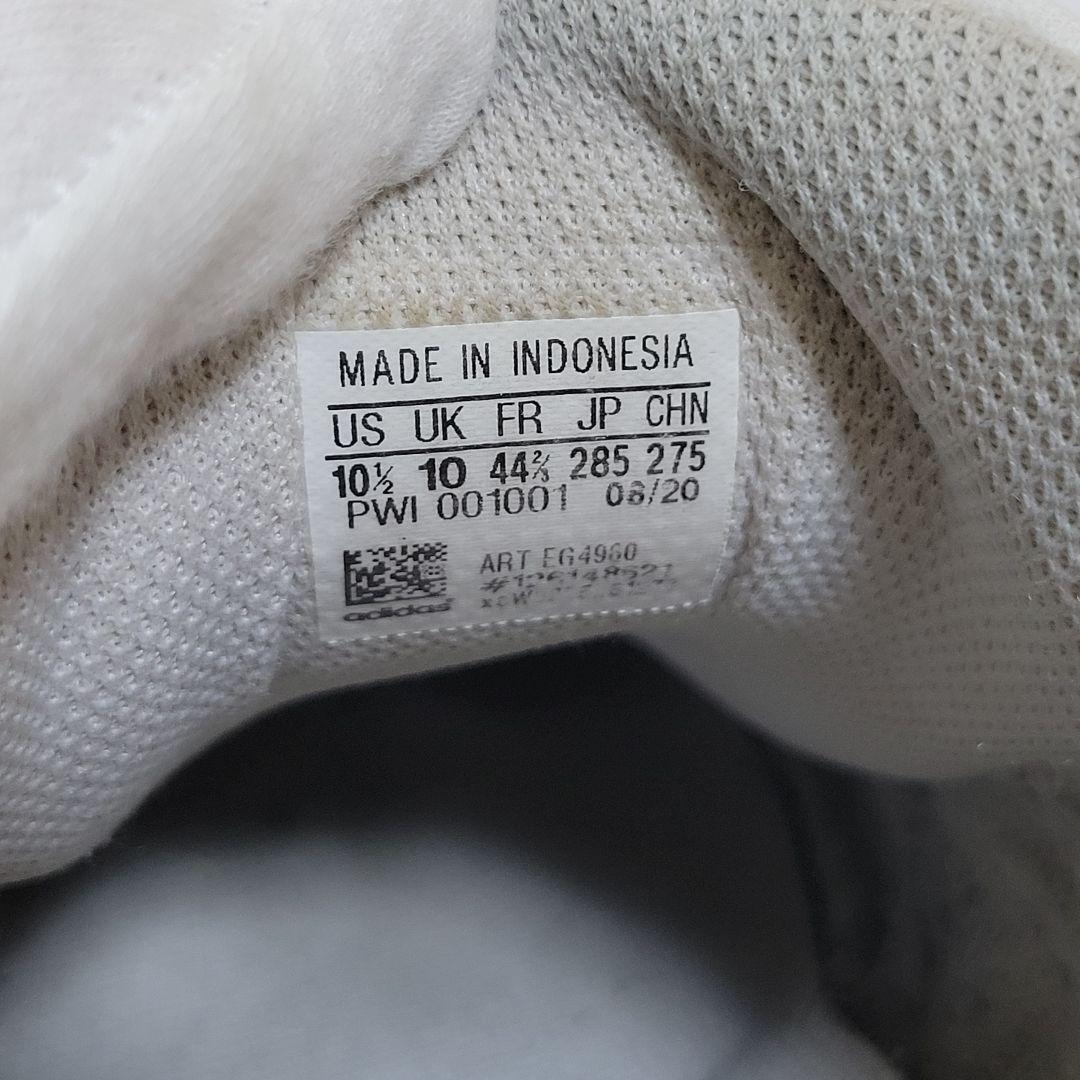 MADE IN INDONESIA
US UK FR JP CHN
10½ 10 44⅔ 285 275
PWI 001001 08/20
ART EG4960
adidas